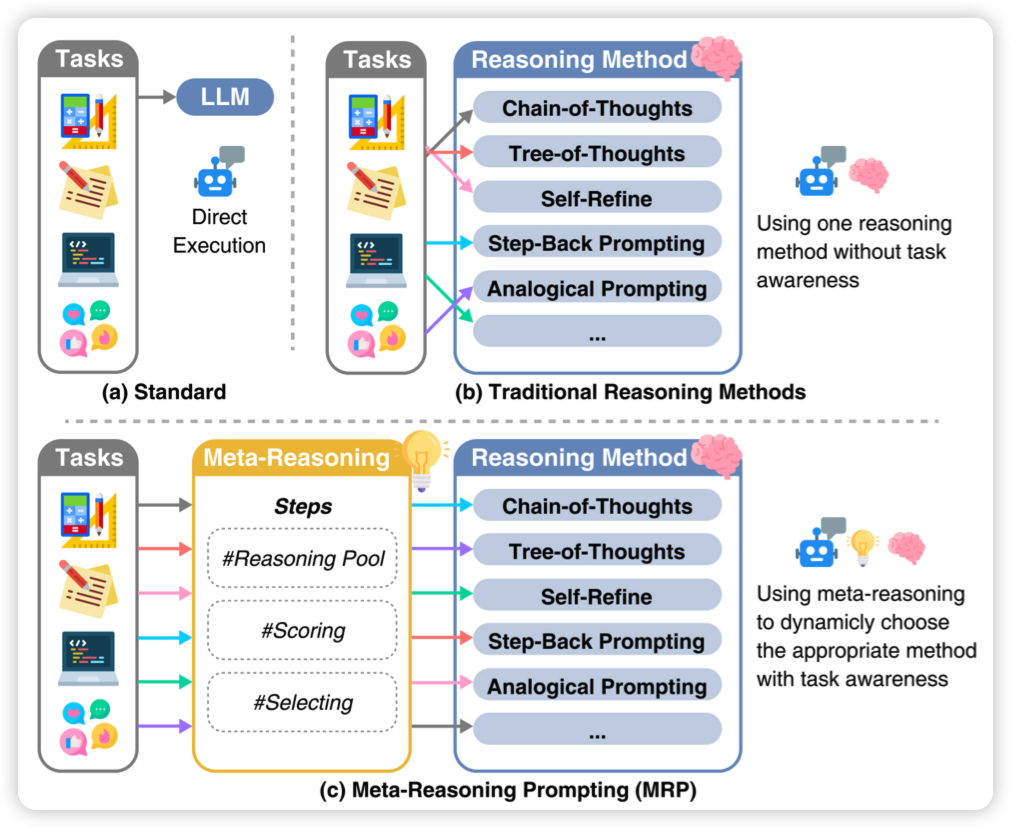 Tasks
LLM
Direct
Execution
(a) Standard
Tasks
Reasoning Method
Chain-of-Thoughts
Tree-of-Thoughts
Self-Refine
Step-Back Prompting
Analogical Prompting
...
Using one reasoning
method without task
awareness
(b) Traditional Reasoning Methods
Tasks
Meta-Reasoning
Steps
#Reasoning Pool
#Scoring
#Selecting
Reasoning Method
Chain-of-Thoughts
Tree-of-Thoughts
Self-Refine
Step-Back Prompting
Analogical Prompting
...
Using meta-reasoning
to dynamicly choose
the appropriate method
with task awareness
(c) Meta-Reasoning Prompting (MRP)